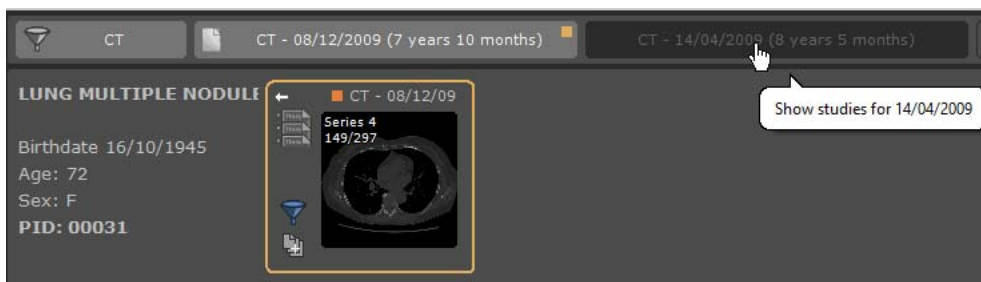 CT
CT - 08/12/2009 (7 years 10 months)
CT - 14/04/2009 (8 years 5 months)
Show studies for 14/04/2009
LUNG MULTIPLE NODULE
CT - 08/12/09
Series 4
149/297
Birthdate 16/10/1945
Age: 72
Sex: F
PID: 00031